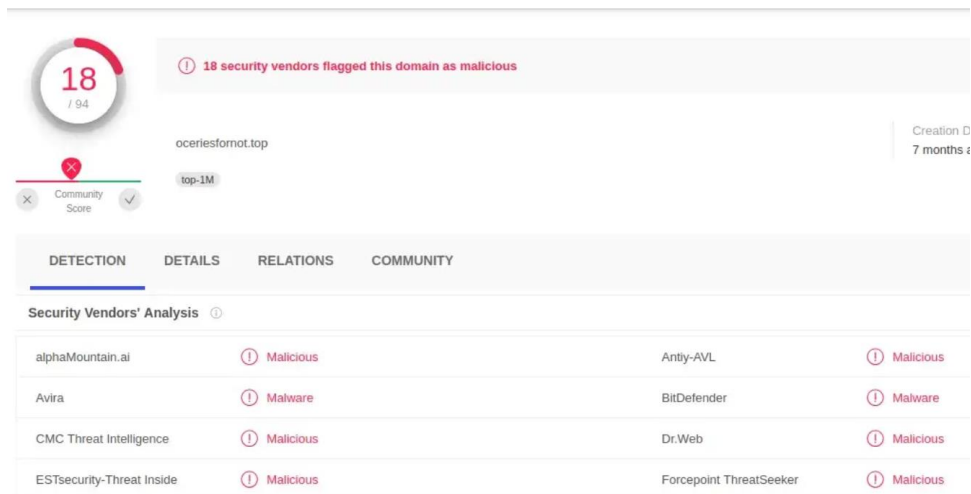 18
/ 94
18 security vendors flagged this domain as malicious
oceriesfornot.top
top-1M
Creation D
7 months a
Community
Score
DETECTION DETAILS RELATIONS COMMUNITY
Security Vendors' Analysis
alphaMountain.ai Malicious Antiy-AVL Malicious
Avira Malware BitDefender Malware
CMC Threat Intelligence Malicious Dr.Web Malicious
ESTsecurity-Threat Inside Malicious Forcepoint ThreatSeeker Malicious